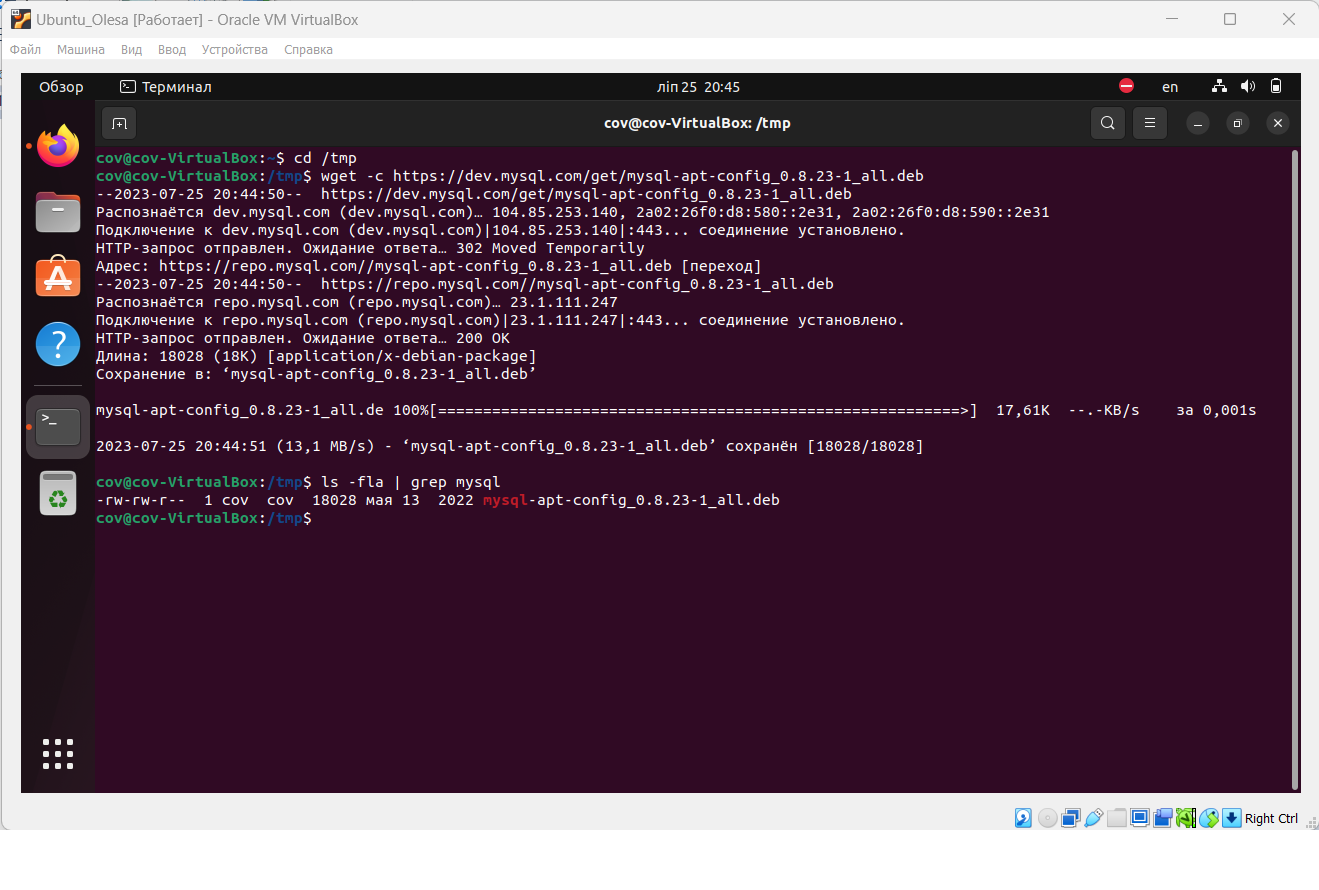 Ubuntu_Olesa [Работает] - Oracle VM VirtualBox
Файл Машина Вид Ввод Устройства Справка
Обзор Терминал ліп 25 20:45 en
cov@cov-VirtualBox: /tmp
cov@cov-VirtualBox:~$ cd /tmp
cov@cov-VirtualBox:/tmp$ wget -c https://dev.mysql.com/get/mysql-apt-config_0.8.23-1_all.deb
--2023-07-25 20:44:50--  https://dev.mysql.com/get/mysql-apt-config_0.8.23-1_all.deb
Распознаётся dev.mysql.com (dev.mysql.com)… 104.85.253.140, 2a02:26f0:d8:580::2e31, 2a02:26f0:d8:590::2e31
Подключение к dev.mysql.com (dev.mysql.com)|104.85.253.140|:443... соединение установлено.
HTTP-запрос отправлен. Ожидание ответа… 302 Moved Temporarily
Адрес: https://repo.mysql.com//mysql-apt-config_0.8.23-1_all.deb [переход]
--2023-07-25 20:44:50--  https://repo.mysql.com//mysql-apt-config_0.8.23-1_all.deb
Распознаётся repo.mysql.com (repo.mysql.com)… 23.1.111.247
Подключение к repo.mysql.com (repo.mysql.com)|23.1.111.247|:443... соединение установлено.
HTTP-запрос отправлен. Ожидание ответа… 200 OK
Длина: 18028 (18K) [application/x-debian-package]
Сохранение в: ‘mysql-apt-config_0.8.23-1_all.deb’
mysql-apt-config_0.8.23-1_all.de 100%[==========================================================>]  17,61K  --.-KB/s    за 0,001s
2023-07-25 20:44:51 (13,1 MB/s) - ‘mysql-apt-config_0.8.23-1_all.deb’ сохранён [18028/18028]
cov@cov-VirtualBox:/tmp$ ls -fla | grep mysql
-rw-rw-r--  1 cov  cov  18028 мая 13  2022 mysql-apt-config_0.8.23-1_all.deb
cov@cov-VirtualBox:/tmp$
Right Ctrl